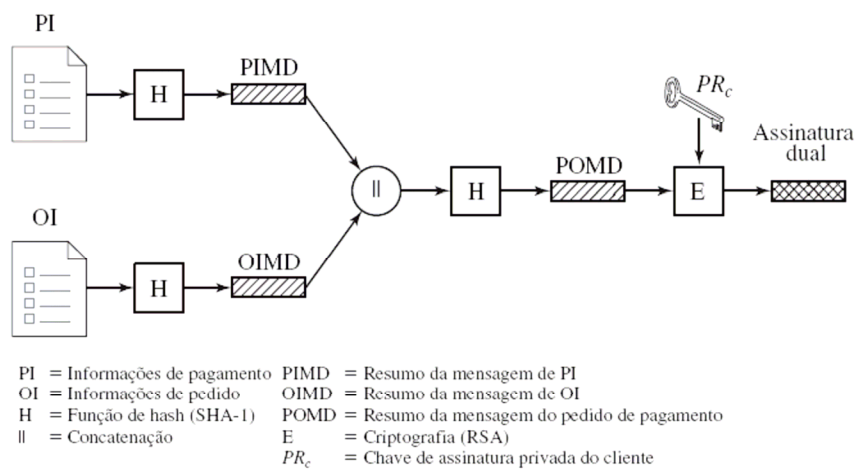 PI
H
PIMD
PR_c
Assinatura
dual
||
H
POMD
E
OI
H
OIMD
PI = Informações de pagamento
OI = Informações de pedido
H = Função de hash (SHA-1)
|| = Concatenação
PIMD = Resumo da mensagem de PI
OIMD = Resumo da mensagem de OI
POMD = Resumo da mensagem do pedido de pagamento
E = Criptografia (RSA)
PR_c = Chave de assinatura privada do cliente